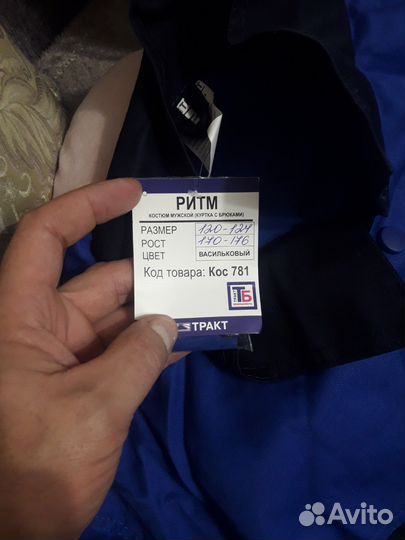 РИТМ
КОСТЮМ МУЖСКОЙ (КУРТКА С БРЮКАМИ)
РАЗМЕР 120-124
РОСТ 170-176
ЦВЕТ ВАСИЛЬКОВЫЙ
Код товара: Кос 781
ТРАКТ ТБ
ТРАКТ
Avito